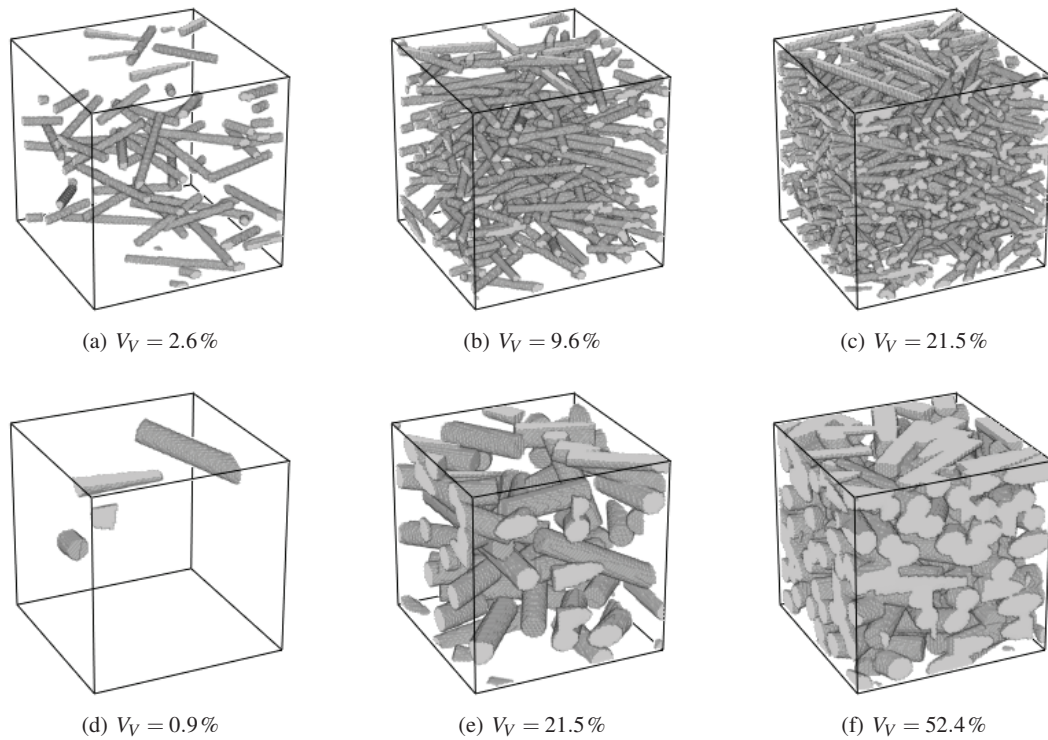 (a) V_V = 2.6%
(b) V_V = 9.6%
(c) V_V = 21.5%
(d) V_V = 0.9%
(e) V_V = 21.5%
(f) V_V = 52.4%